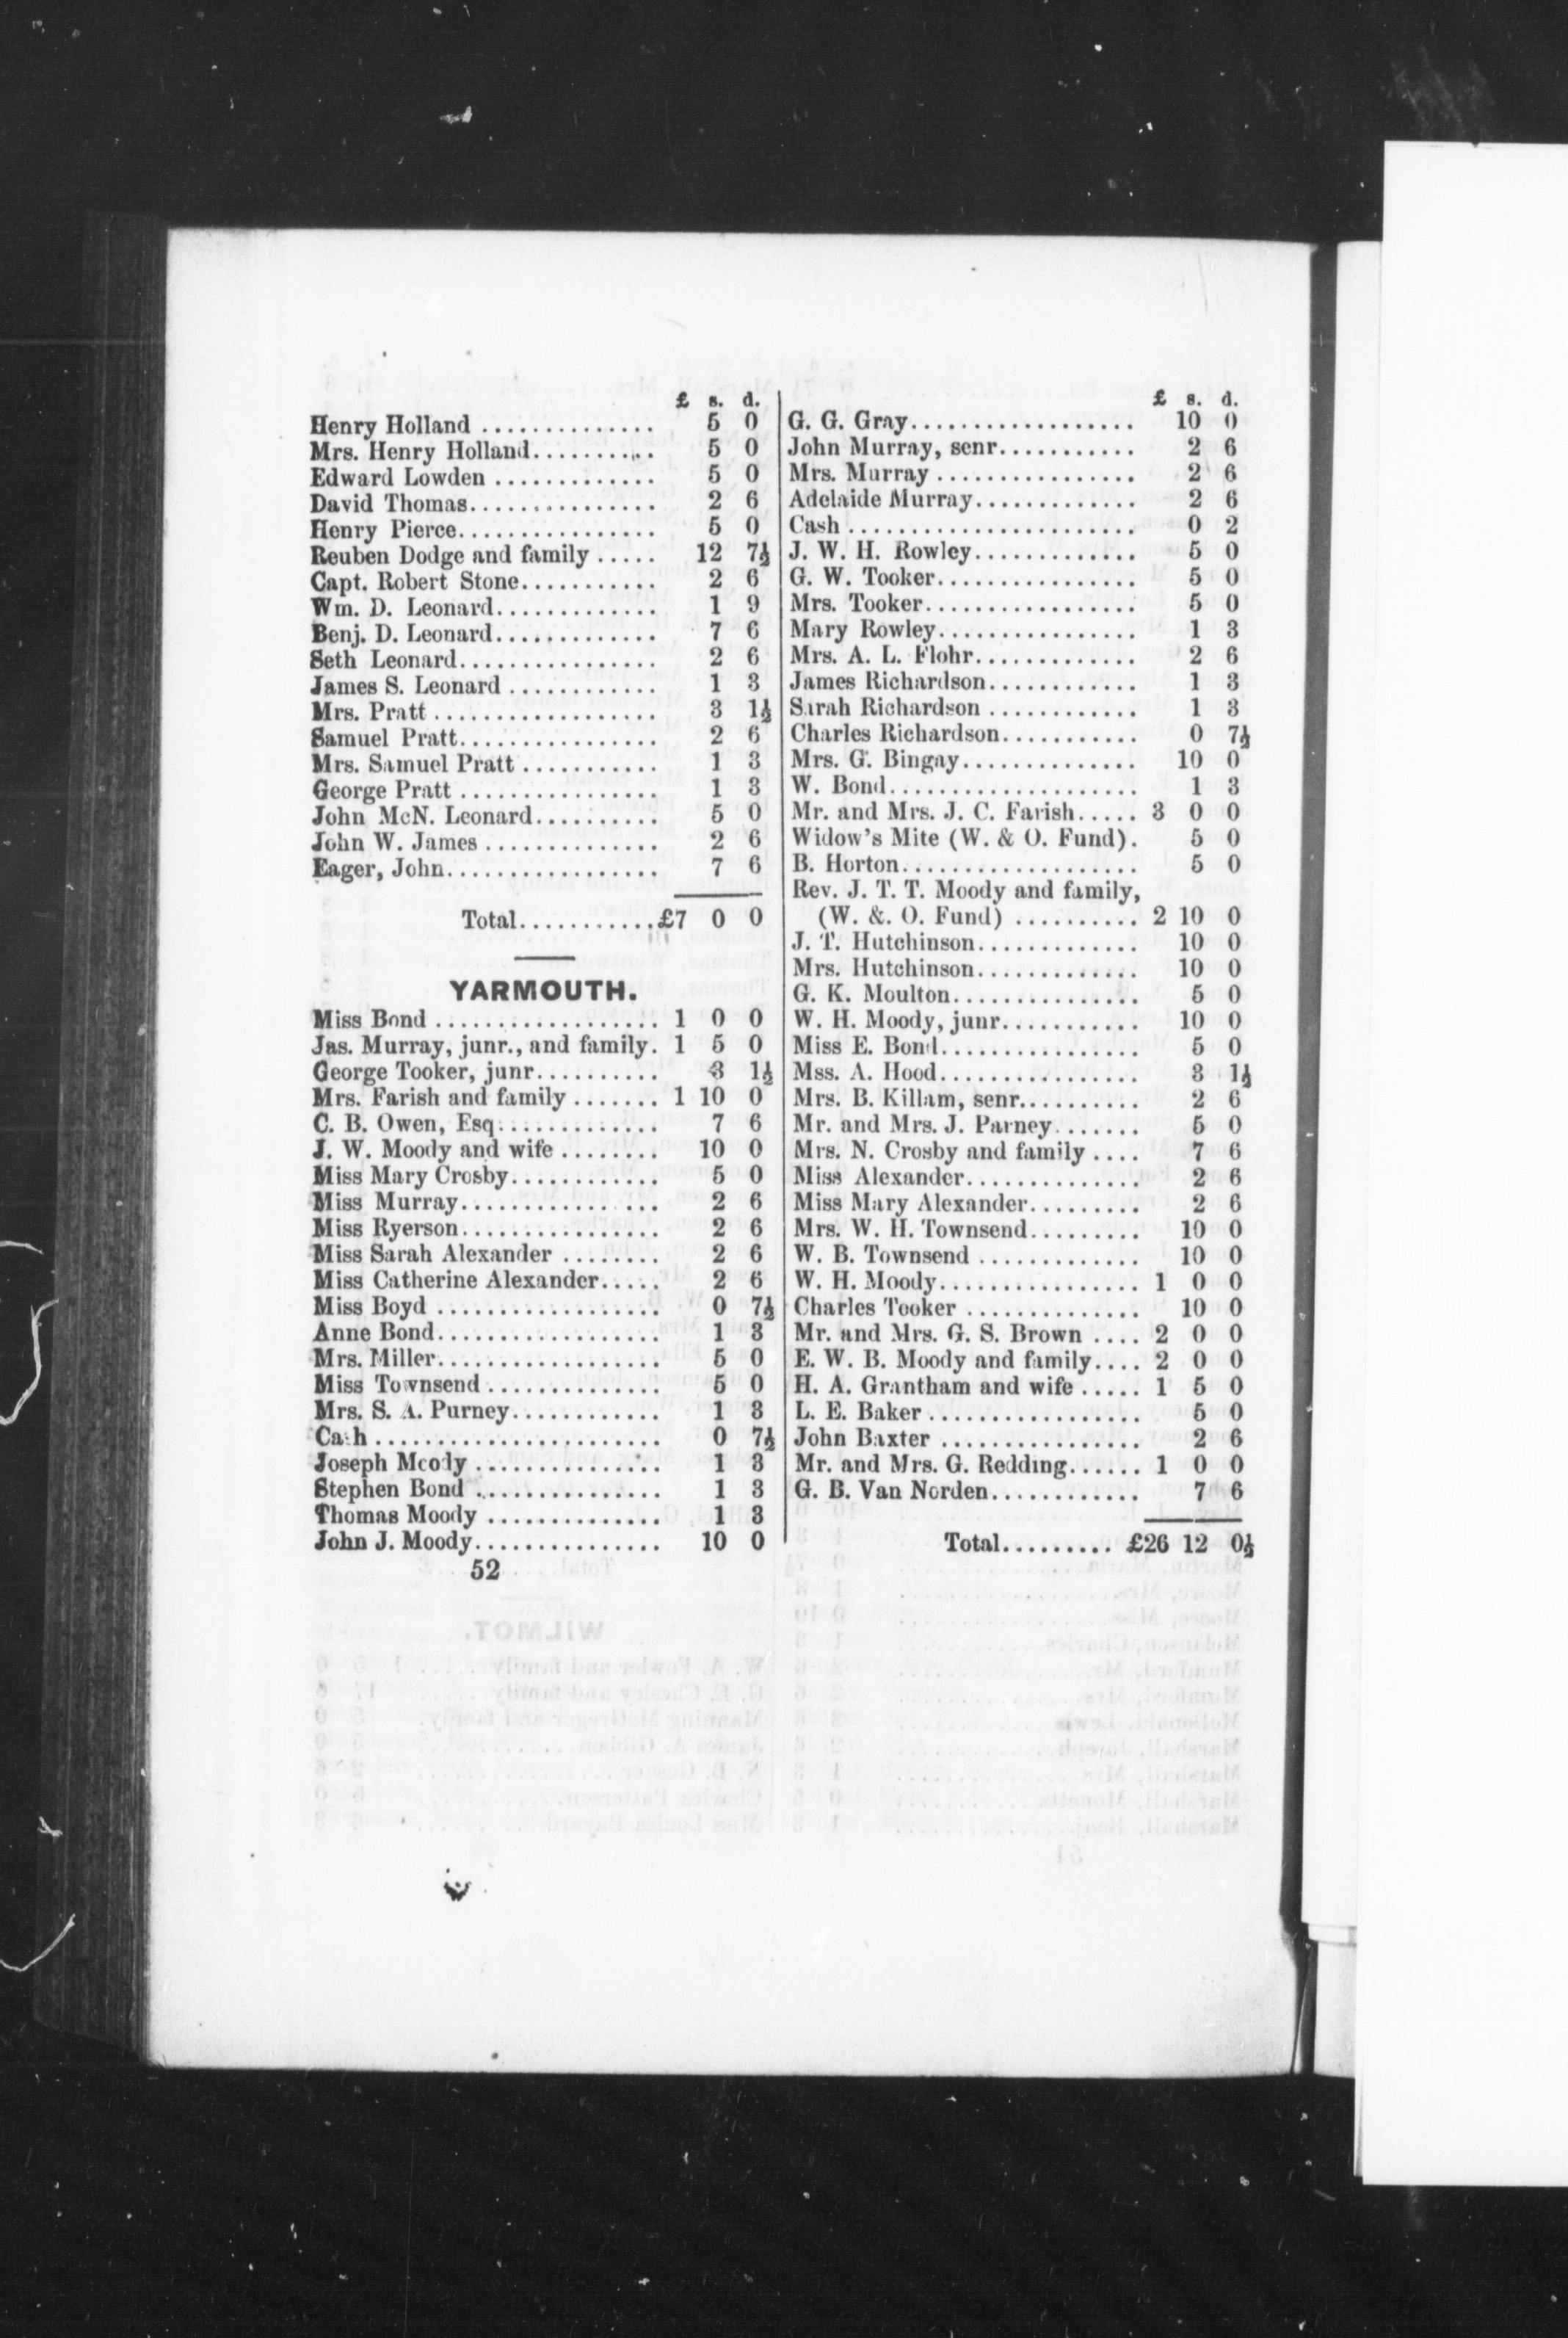 £ s. d.
Henry Holland .............. 5 0
Mrs. Henry Holland.......... 5 0
Edward Lowden ............. 5 0
David Thomas............... 2 6
Henry Pierce................ 5 0
Reuben Dodge and family ..... 12 7½
Capt. Robert Stone........... 2 6
Wm. D. Leonard............. 1 9
Benj. D. Leonard............. 7 6
Seth Leonard................ 2 6
James S. Leonard ............ 1 3
Mrs. Pratt .................. 3 1½
Samuel Pratt................ 2 6
Mrs. Samuel Pratt ........... 1 3
George Pratt ................ 1 3
John McN. Leonard.......... 5 0
John W. James .............. 2 6
Eager, John................. 7 6
Total...........£7 0 0
YARMOUTH.
Miss Bond .................. 1 0 0
Jas. Murray, junr., and family. 1 5 0
George Tooker, junr.......... 3 1½
Mrs. Farish and family ....... 1 10 0
C. B. Owen, Esq............. 7 6
J. W. Moody and wife ........ 10 0
Miss Mary Crosby............ 5 0
Miss Murray............. ... 2 6
Miss Ryerson................ 2 6
Miss Sarah Alexander ........ 2 6
Miss Catherine Alexander..... 2 6
Miss Boyd .................. 0 7½
Anne Bond.................. 1 3
Mrs. Miller.................. 5 0
Miss Townsend .............. 5 0
Mrs. S. A. Purney............ 1 3
Cash ....................... 0 7½
Joseph Moody ............... 1 3
Stephen Bond ............... 1 3
Thomas Moody .............. 1 3
John J. Moody............... 10 0
52
£ s. d.
G. G. Gray.................. 10 0
John Murray, senr........... 2 6
Mrs. Murray ................ 2 6
Adelaide Murray............. 2 6
Cash ....................... 0 2
J. W. H. Rowley............. 5 0
G. W. Tooker................ 5 0
Mrs. Tooker................. 5 0
Mary Rowley................ 1 3
Mrs. A. L. Flohr............. 2 6
James Richardson............ 1 3
Sarah Richardson ............ 1 3
Charles Richardson........... 0 7½
Mrs. G. Bingay.............. 10 0
W. Bond.................... 1 3
Mr. and Mrs. J. C. Farish..... 3 0 0
Widow's Mite (W. & O. Fund). 5 0
B. Horton................... 5 0
Rev. J. T. T. Moody and family,
(W. &. O. Fund) .......... 2 10 0
J. T. Hutchinson............. 10 0
Mrs. Hutchinson............. 10 0
G. K. Moulton............... 5 0
W. H. Moody, junr........... 10 0
Miss E. Bond................ 5 0
Mss. A. Hood................ 3 1½
Mrs. B. Killam, senr.......... 2 6
Mr. and Mrs. J. Parney....... 5 0
Mrs. N. Crosby and family .... 7 6
Miss Alexander.............. 2 6
Miss Mary Alexander......... 2 6
Mrs. W. H. Townsend......... 10 0
W. B. Townsend ............. 10 0
W. H. Moody................ 1 0 0
Charles Tooker .............. 10 0
Mr. and Mrs. G. S. Brown .... 2 0 0
E. W. B. Moody and family.... 2 0 0
H. A. Grantham and wife ..... 1 5 0
L. E. Baker ................. 5 0
John Baxter ................ 2 6
Mr. and Mrs. G. Redding...... 1 0 0
G. B. Van Norden............ 7 6
Total......... £26 12 0½